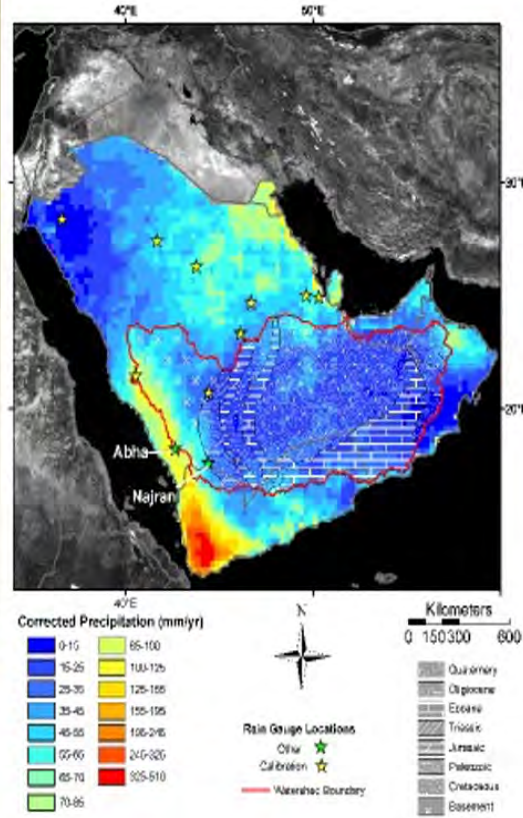 40°E 50°E
30°N
20°N
Abha
Najran
40°E
Corrected Precipitation (mm/yr)
0-15 85-100
15-25 100-125
25-35 125-155
35-45 155-195
45-55 195-245
55-65 245-325
65-70 325-510
70-85
N
Rain Gauge Locations
Other
Calibration
Watershed Boundary
Kilometers
0 150 300 600
Quaternary
Oligocene
Eocene
Triassic
Jurassic
Paleozoic
Cretaceous
Basement